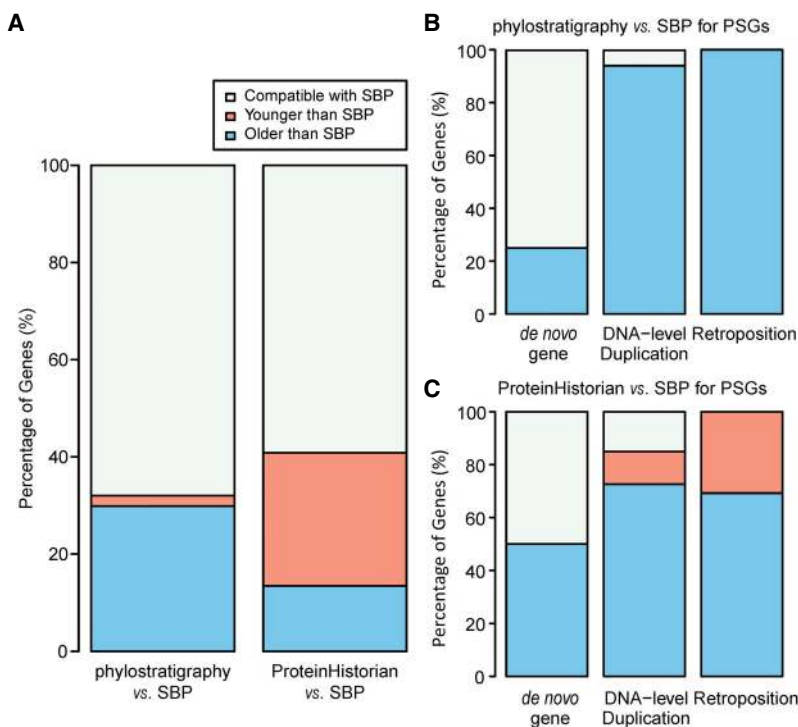 A
Compatible with SBP
Younger than SBP
Older than SBP
Percentage of Genes (%)
100
80
60
40
20
0
phylostratigraphy
vs. SBP
ProteinHistorian
vs. SBP
B
phylostratigraphy vs. SBP for PSGs
Percentage of Genes (%)
100
80
60
40
20
0
de novo
gene
DNA−level
Duplication
Retroposition
C
ProteinHistorian vs. SBP for PSGs
Percentage of Genes (%)
100
80
60
40
20
0
de novo
gene
DNA−level
Duplication
Retroposition